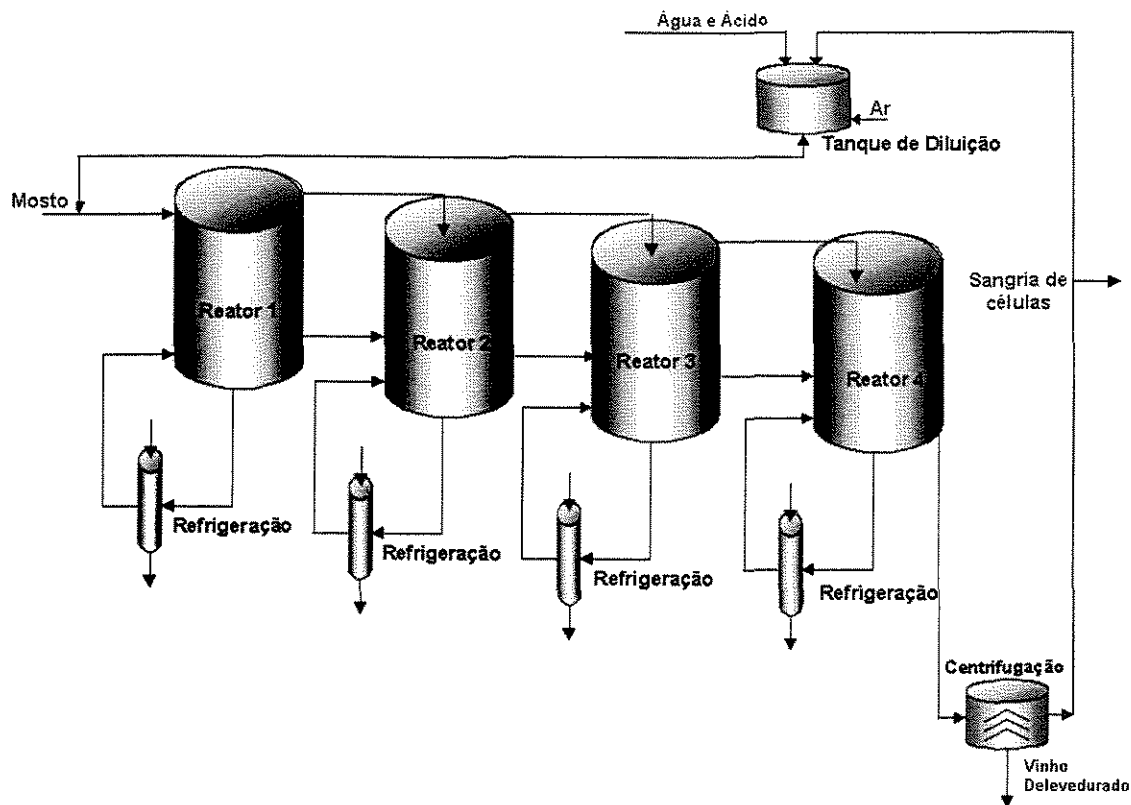 Água e Ácido
Ar
Tanque de Diluição
Mosto
Reator 1
Reator 2
Reator 3
Reator 4
Sangria de
células
Refrigeração
Refrigeração
Refrigeração
Refrigeração
Centrifugação
Vinho
Delevedurado